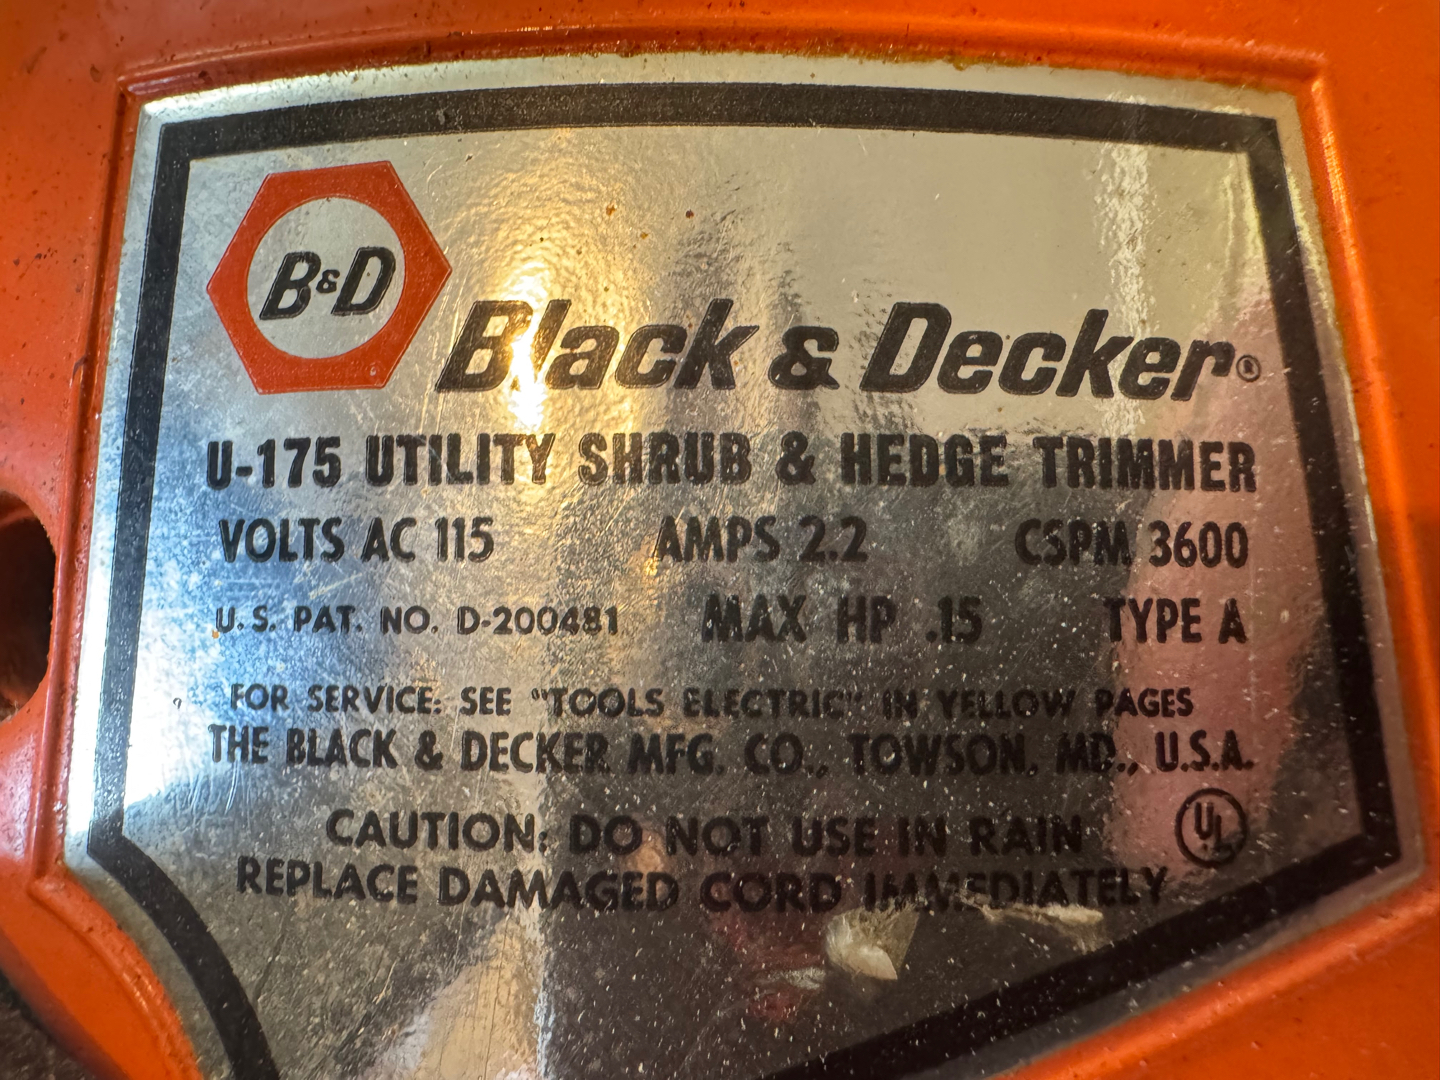 B&D
Black & Decker®
U-175 UTILITY SHRUB & HEDGE TRIMMER
VOLTS AC 115 AMPS 2.2 CSPM 3600
U.S. PAT. NO. D-200481 MAX HP .15 TYPE A
FOR SERVICE: SEE "TOOLS ELECTRIC" IN YELLOW PAGES
THE BLACK & DECKER MFG. CO., TOWSON, MD., U.S.A.
CAUTION: DO NOT USE IN RAIN
REPLACE DAMAGED CORD IMMEDIATELY
UL